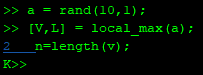 >> a = rand(10,1);
>> [V,L] = local_max(a);
2 n=length(v);
K>>